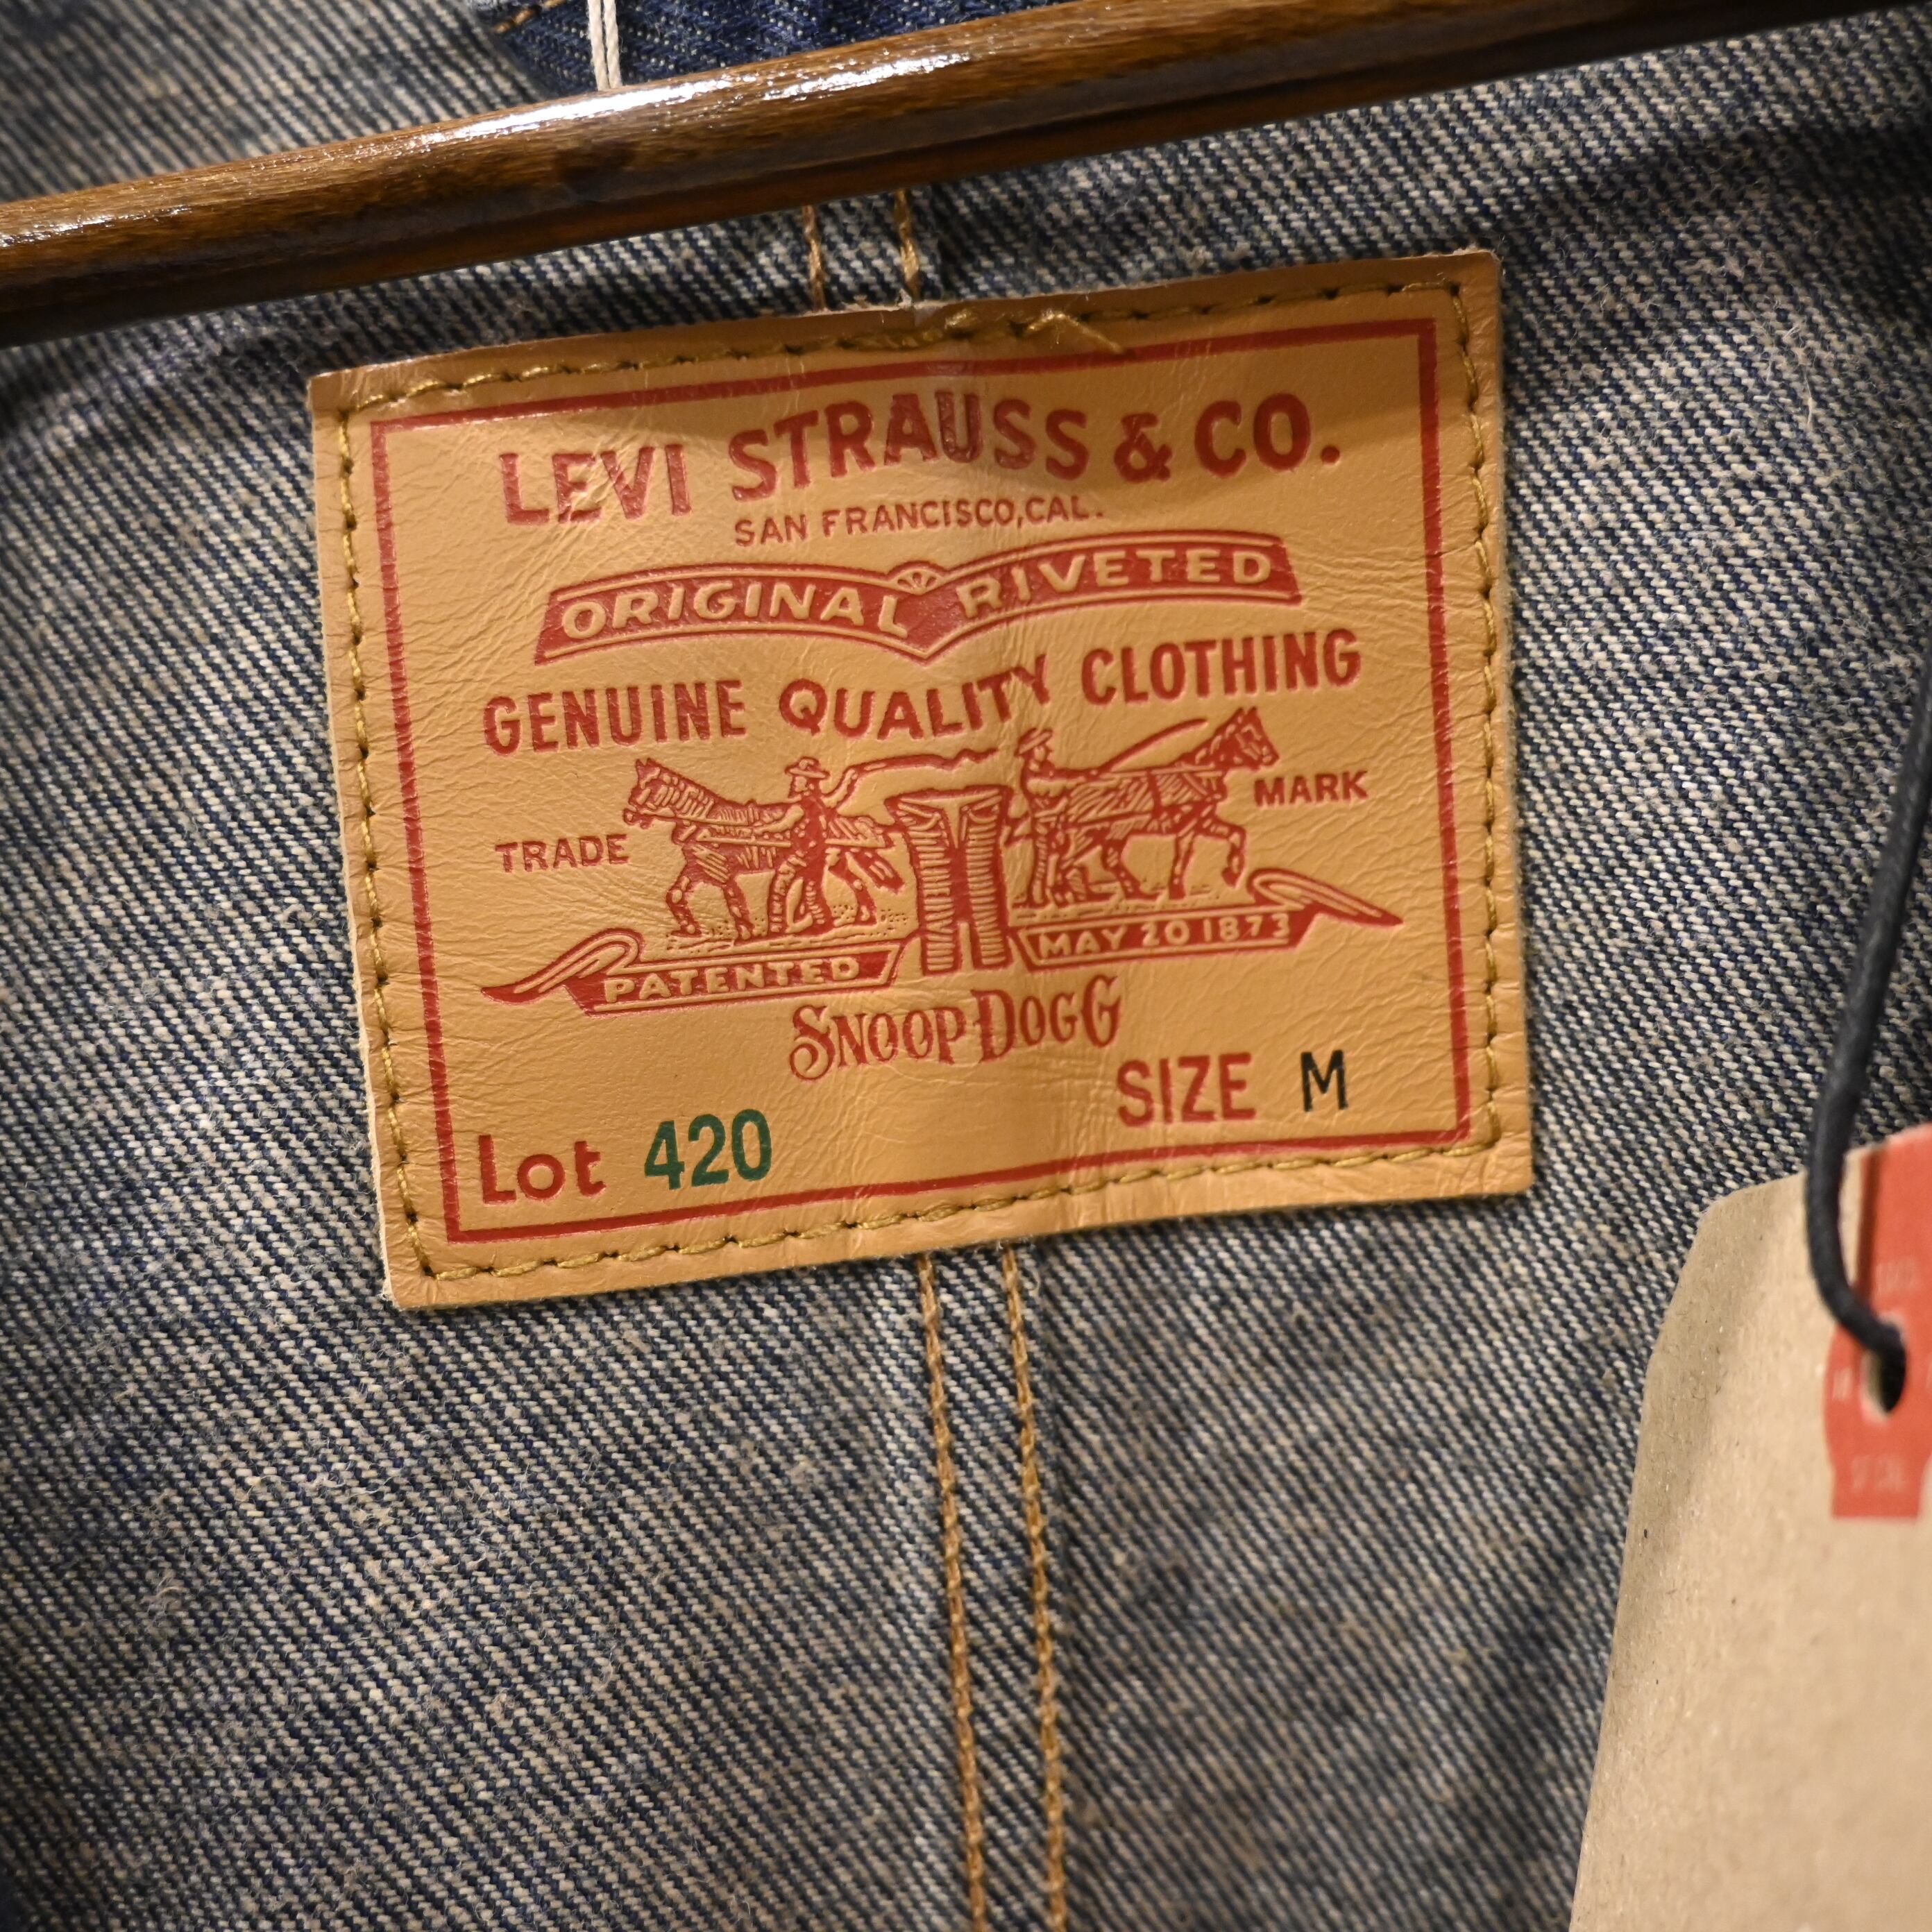 LEVI STRAUSS & CO.
SAN FRANCISCO, CAL.
ORIGINAL RIVETED
GENUINE QUALITY CLOTHING
TRADE MARK
PATENTED MAY 20 1873
SNOOP DOGG
SIZE M
Lot 420